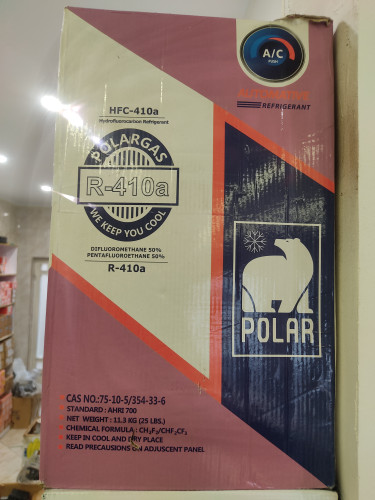 A/C
PUSH
REFRIGERANT
HFC-410a
Hydrofluorocarbon Refrigerant
POLARGAS
R-410a
WE KEEP YOU COOL
DIFLUOROMETHANE 50%
PENTAFLUOROETHANE 50%
R-410a
POLAR
CAS NO.:75-10-5/354-33-6
STANDARD : AHRI 700
NET WEIGHT : 11,3 KG (25 LBS.)
CHEMICAL FORMULA : CH2F2/CHF2CF3
KEEP IN COOL AND DRY PLACE
READ PRECAUSIONS ON ADJUSCENT PANEL